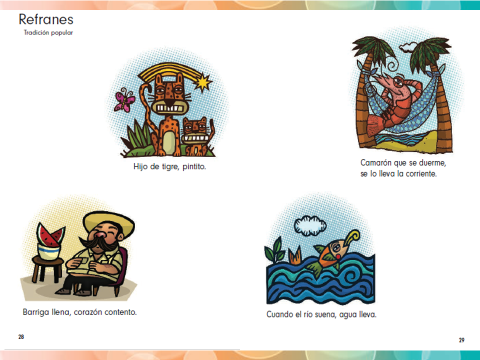 Refranes
Tradición popular
Hijo de tigre, pintito.
Camarón que se duerme,
se lo lleva la corriente.
Barriga llena, corazón contento.
Cuando el río suena, agua lleva.
28
29